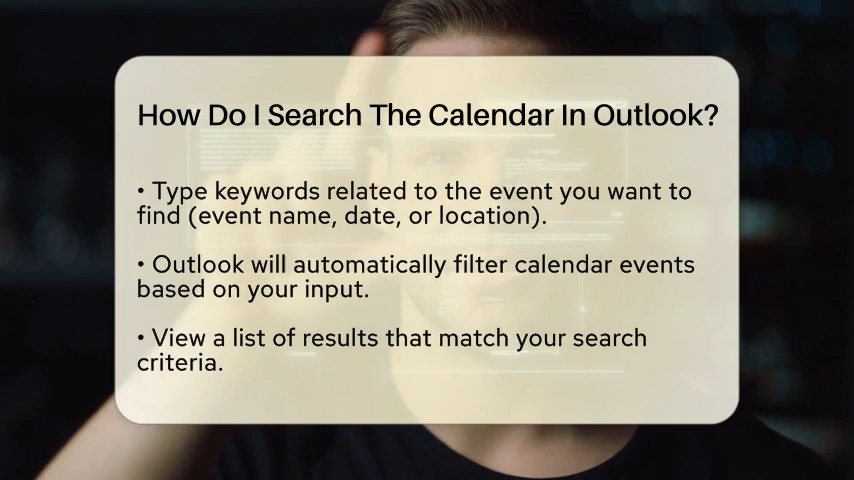 How Do I Search The Calendar In Outlook?
• Type keywords related to the event you want to
find (event name, date, or location).
• Outlook will automatically filter calendar events
based on your input.
• View a list of results that match your search
criteria.